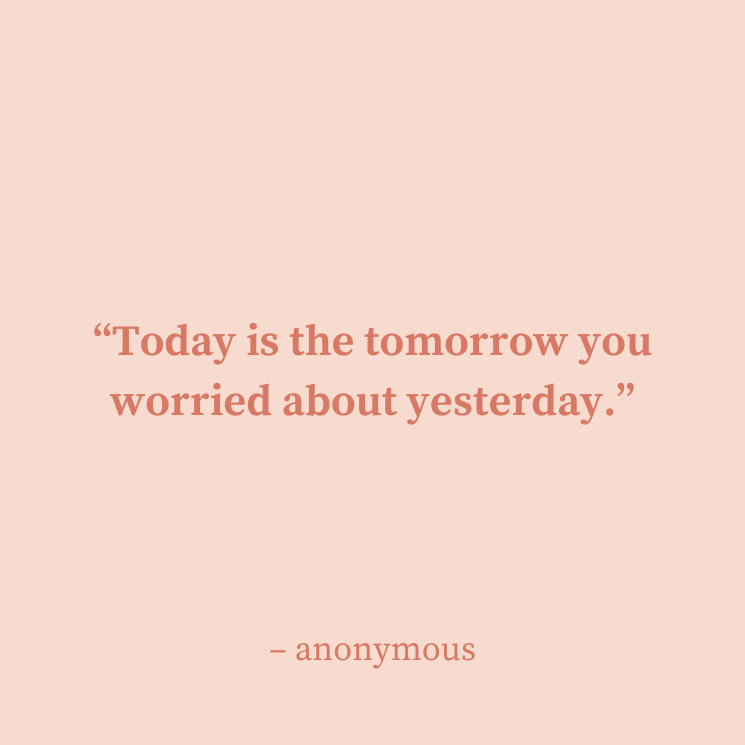 “Today is the tomorrow you
worried about yesterday.”
– anonymous